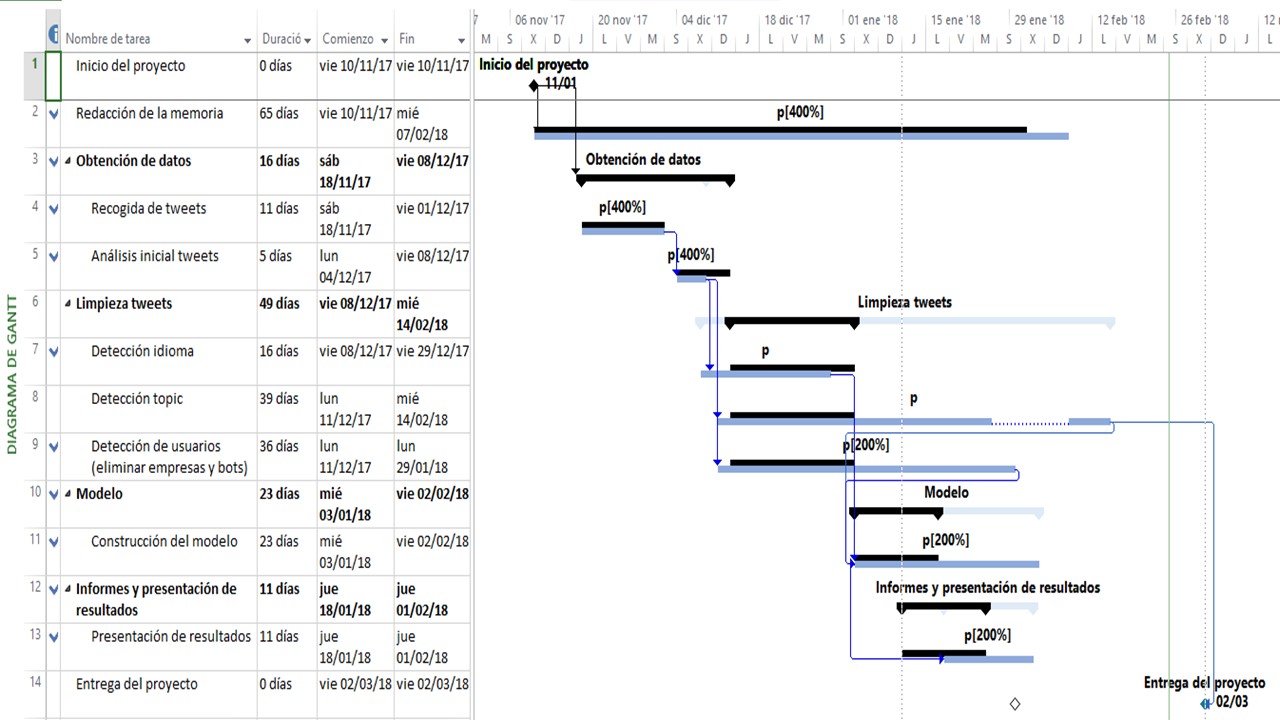 7 06 nov '17 20 nov '17 04 dic '17 18 dic '17 01 ene '18 15 ene '18 29 ene '18 12 feb '18 26 feb '18 12 m
Nombre de tarea Duració Comienzo Fin M S X D J L V M S X D J L V M S X D J L V M S X D J L
1 Inicio del proyecto 0 días vie 10/11/17 vie 10/11/17 Inicio del proyecto
11/01
2 Redacción de la memoria 65 días vie 10/11/17 mié p[400%]
07/02/18
3 Obtención de datos 16 días sáb vie 08/12/17 Obtención de datos
18/11/17
4 Recogida de tweets 11 días sáb vie 01/12/17 p[400%]
18/11/17
5 Análisis inicial tweets 5 días lun vie 08/12/17 p[400%]
04/12/17
6 Limpieza tweets 49 días vie 08/12/17 mié Limpieza tweets
14/02/18
7 Detección idioma 16 días vie 08/12/17 vie 29/12/17 p
8 Detección topic 39 días lun mié p
11/12/17 14/02/18
9 Detección de usuarios 36 días lun lun p[200%]
(eliminar empresas y bots) 11/12/17 29/01/18
10 Modelo 23 días mié vie 02/02/18 Modelo
03/01/18
11 Construcción del modelo 23 días mié vie 02/02/18 p[200%]
03/01/18
12 Informes y presentación de 11 días jue jue Informes y presentación de resultados
resultados 18/01/18 01/02/18
13 Presentación de resultados 11 días jue jue p[200%]
18/01/18 01/02/18
14 Entrega del proyecto 0 días vie 02/03/18 vie 02/03/18 Entrega del proyecto
02/03
DIAGRAMA DE GANTT